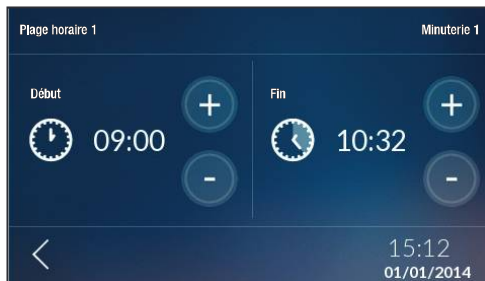 Plage horaire 1
Minuterie 1
Début
Fin
+
+
09:00
10:32
-
-
15:12
01/01/2014